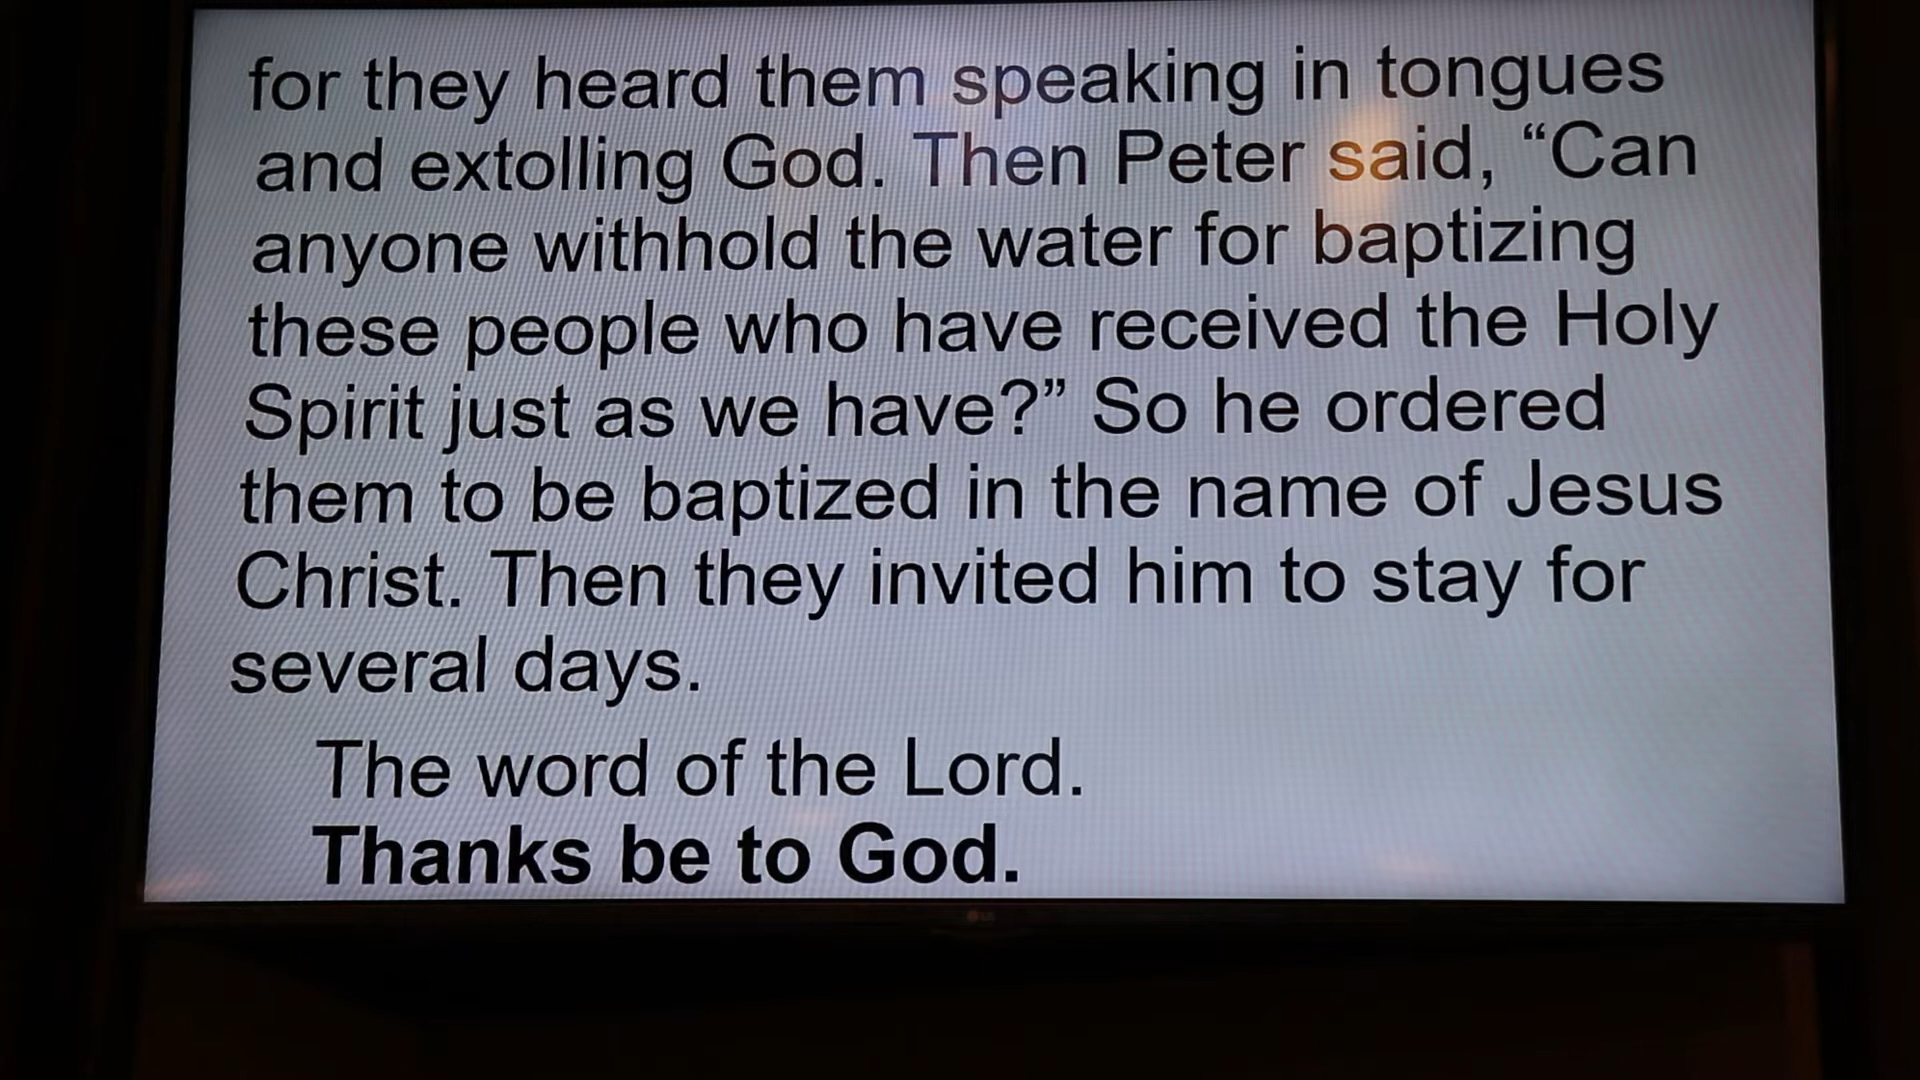 for they heard them speaking in tongues
and extolling God. Then Peter said, “Can
anyone withhold the water for baptizing
these people who have received the Holy
Spirit just as we have?” So he ordered
them to be baptized in the name of Jesus
Christ. Then they invited him to stay for
several days.
The word of the Lord.
Thanks be to God.
LG